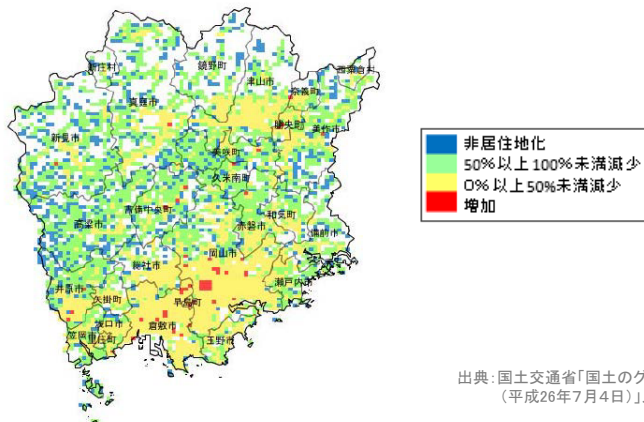 新庄村
鏡野町
津山市
西粟倉村
奈義町
真庭市
勝央町
美作市
新見市
美咲町
久米南町
吉備中央町
和気町
高梁市
赤磐市
備前市
岡山市
総社市
瀬戸内市
井原市
矢掛町
早島町
浅口市
倉敷市
笠岡市
里庄町
玉野市
非居住地化
50%以上100%未満減少
0%以上50%未満減少
増加
出典:国土交通省「国土のグ
(平成26年7月4日)」